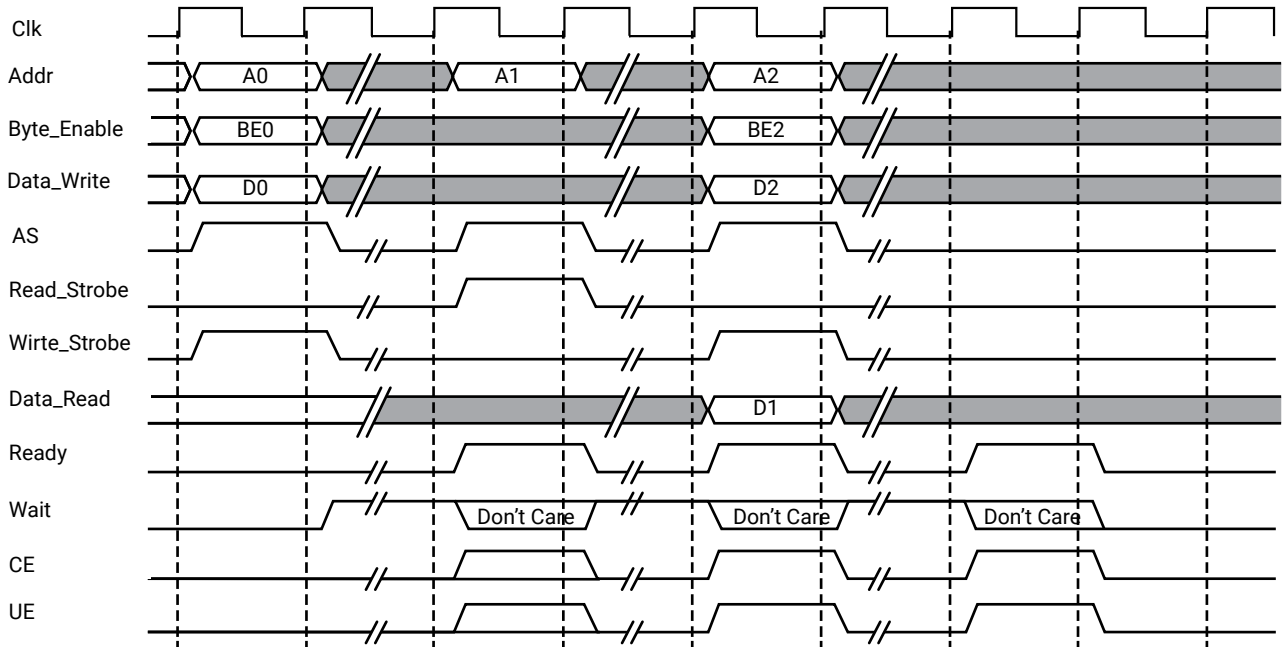 Clk
Addr A0 A1 A2
Byte_Enable BE0 BE2
Data_Write D0 D2
AS
Read_Strobe
Wirte_Strobe
Data_Read D1
Ready
Wait Don't Care Don't Care Don't Care
CE
UE